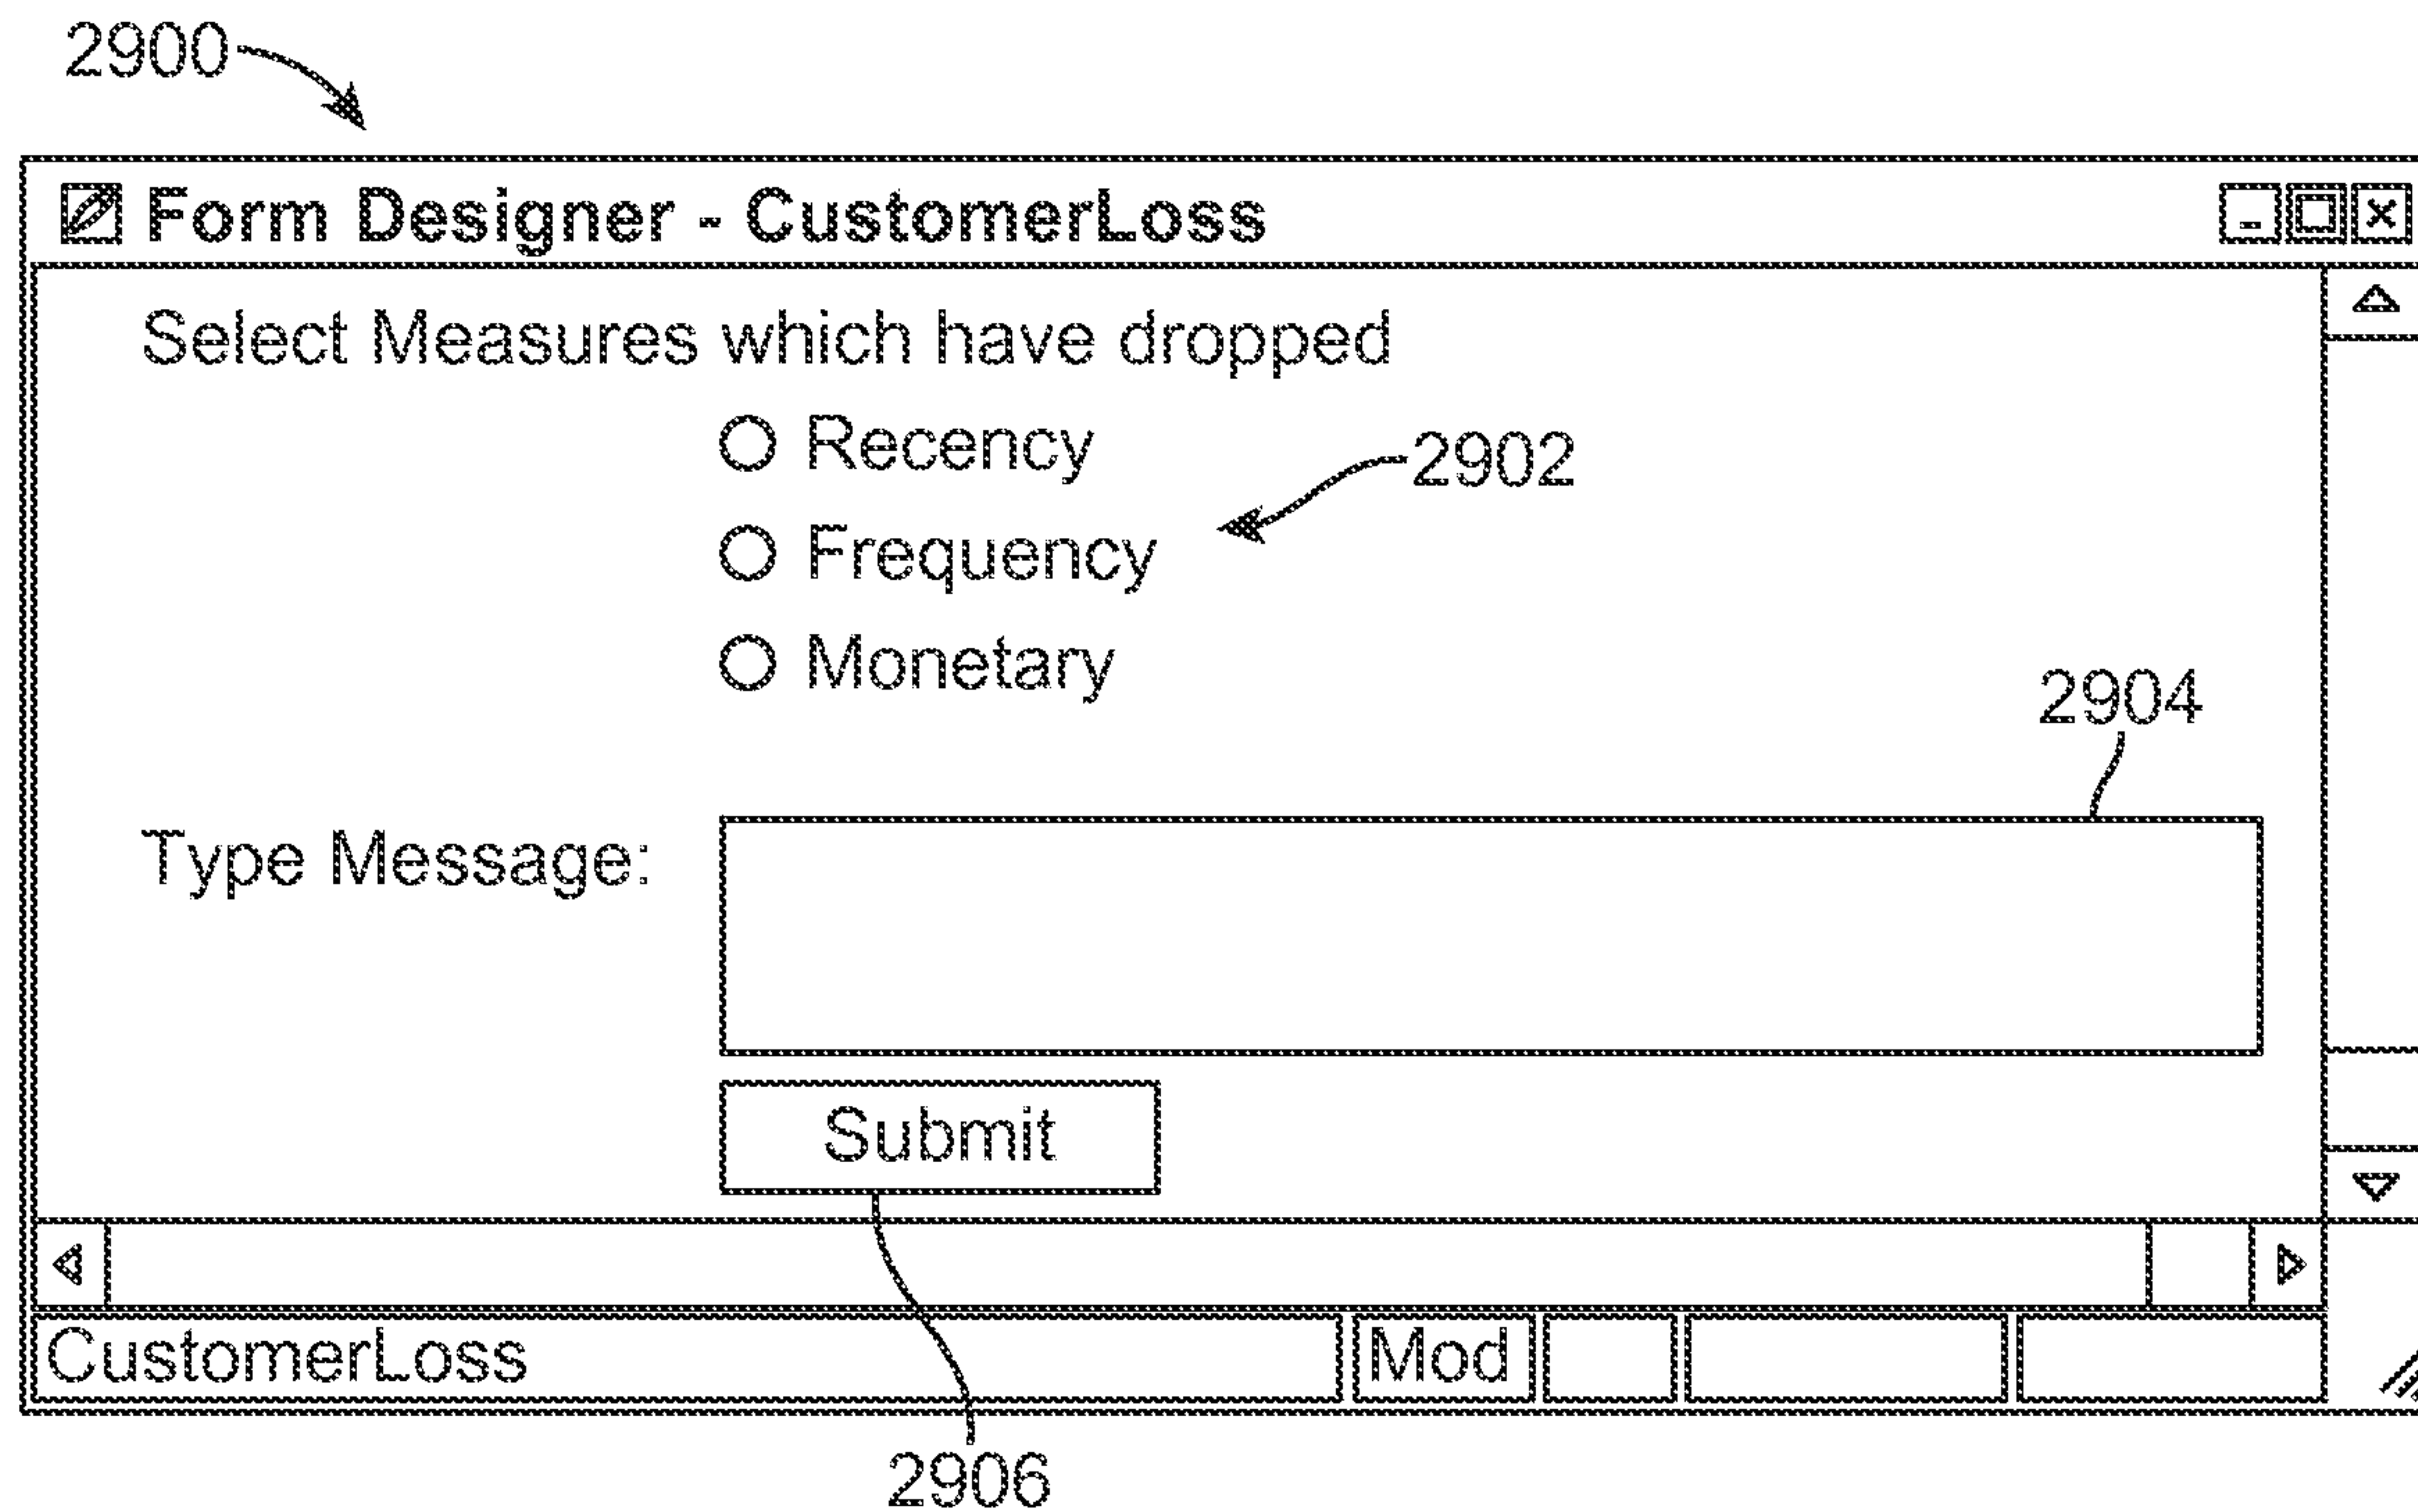 2900
Form Designer - CustomerLoss
Select Measures which have dropped
Recency
2902
Frequency
Monetary
2904
Type Message:
Submit
CustomerLoss
Mod
2906